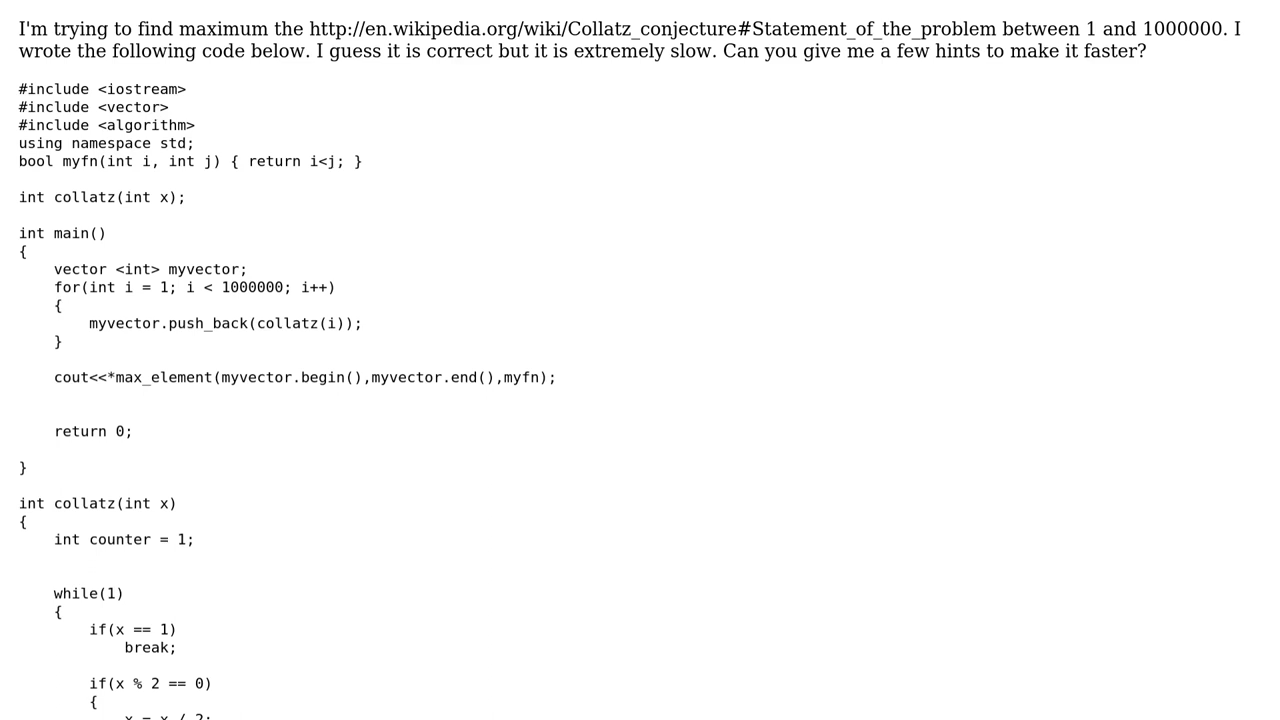 I'm trying to find maximum the http://en.wikipedia.org/wiki/Collatz_conjecture#Statement_of_the_problem between 1 and 1000000. I
wrote the following code below. I guess it is correct but it is extremely slow. Can you give me a few hints to make it faster?
#include <iostream>
#include <vector>
#include <algorithm>
using namespace std;
bool myfn(int i, int j) { return i<j; }
int collatz(int x);
int main()
{
    vector <int> myvector;
    for(int i = 1; i < 1000000; i++)
    {
        myvector.push_back(collatz(i));
    }
    cout<<*max_element(myvector.begin(),myvector.end(),myfn);
    return 0;
}
int collatz(int x)
{
    int counter = 1;
    while(1)
    {
        if(x == 1)
            break;
        if(x % 2 == 0)
        {
            x = x / 2;